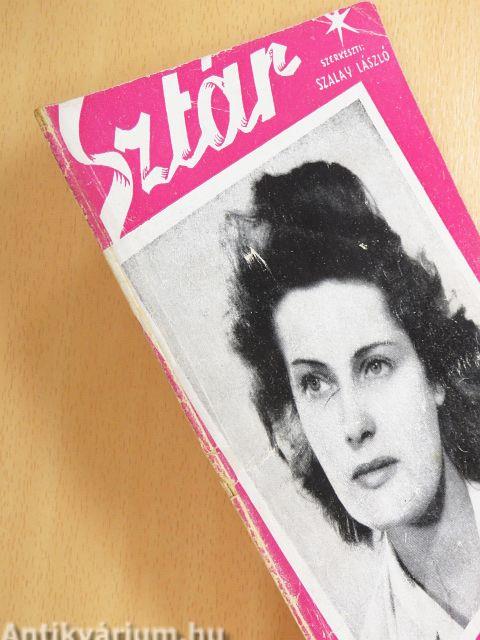 Sztár
SZERKESZTI:
SZALAY LÁSZLÓ
Antikvárium.hu